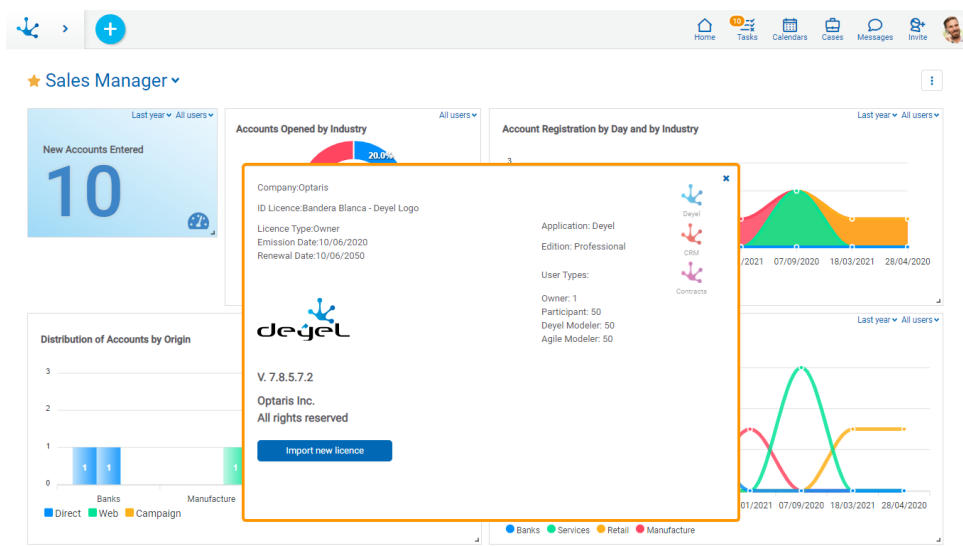 10
Home
Tasks
Calendars
Cases
Messages
Invite
Sales Manager
Last year All users
New Accounts Entered
10
All users
Accounts Opened by Industry
20.0%
Last year All users
Account Registration by Day and by Industry
3
/2021 07/09/2020 18/03/2021 28/04/2020
Company:Optaris
ID Licence:Bandera Blanca - Deyel Logo
Licence Type:Owner
Emission Date:10/06/2020
Renewal Date:10/06/2050
deyel
V. 7.8.5.7.2
Optaris Inc.
All rights reserved
Import new licence
Application: Deyel
Edition: Professional
User Types:
Owner: 1
Participant: 50
Deyel Modeler: 50
Agile Modeler: 50
Deyel
CRM
Contracts
Distribution of Accounts by Origin
3
2
1
0
1 1 1
Banks Manufacture
Direct Web Campaign
Last year All users
01/2021 07/09/2020 18/03/2021 28/04/2020
Banks Services Retail Manufacture